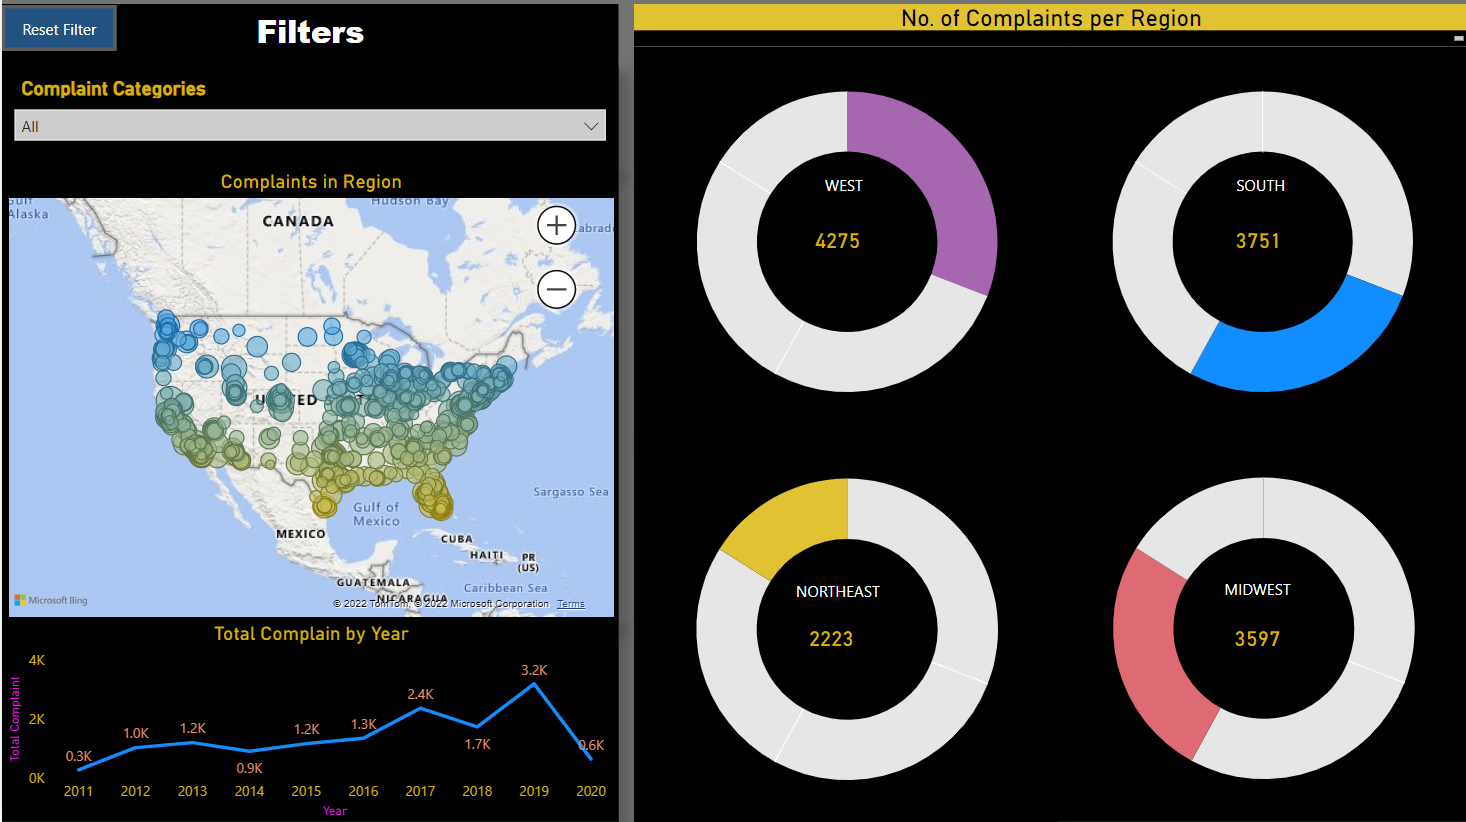 Reset Filter
Filters
Complaint Categories
All
Complaints in Region
Hudson Bay
Alaska
CANADA
UNITED STATES
Sargasso Sea
Gulf of
Mexico
MEXICO
CUBA
HAITI
PR
(US)
GUATEMALA
Caribbean Sea
NICARAGUA
Microsoft Bing
© 2022 TomTom, © 2022 Microsoft Corporation Terms
Total Complain by Year
Total Complaint
4K
2K
0K
0.3K
1.0K
1.2K
0.9K
1.2K
1.3K
2.4K
1.7K
3.2K
0.6K
2011 2012 2013 2014 2015 2016 2017 2018 2019 2020
Year
No. of Complaints per Region
WEST
4275
SOUTH
3751
NORTHEAST
2223
MIDWEST
3597